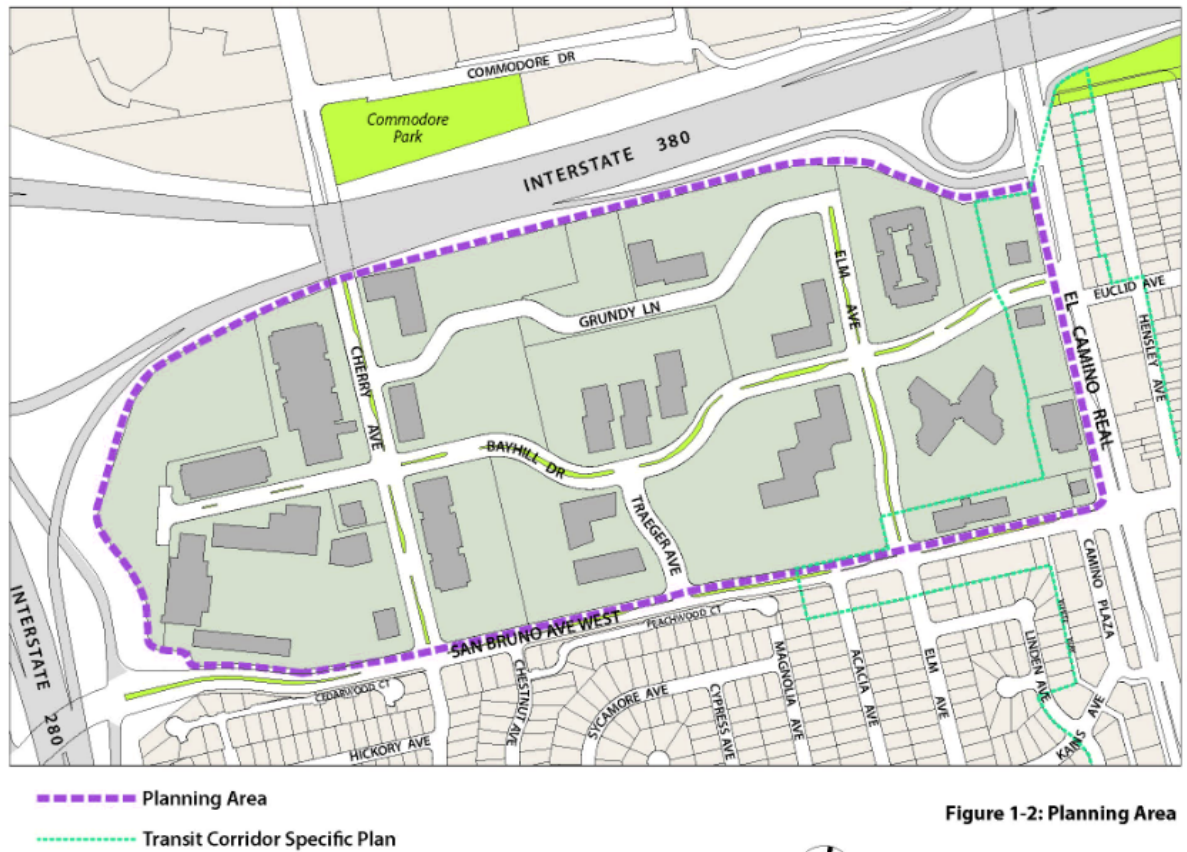 COMMODORE DR
Commodore
Park
INTERSTATE 380
ELM AVE
GRUNDY LN
EUCLID AVE
EL CAMINO REAL
HENSLEY AVE
CHERRY AVE
BAYHILL DR
TRAEGER AVE
INTERSTATE 280
SAN BRUNO AVE WEST
PEACHWOOD CT
CAMINO PLAZA
CEDARWOOD CT
CHESTNUT AVE
SYCAMORE AVE
CYPRESS AVE
MAGNOLIA AVE
ACACIA AVE
ELM AVE
LINDEN AVE
KAINS AVE
HICKORY AVE
Planning Area
Figure 1-2: Planning Area
Transit Corridor Specific Plan